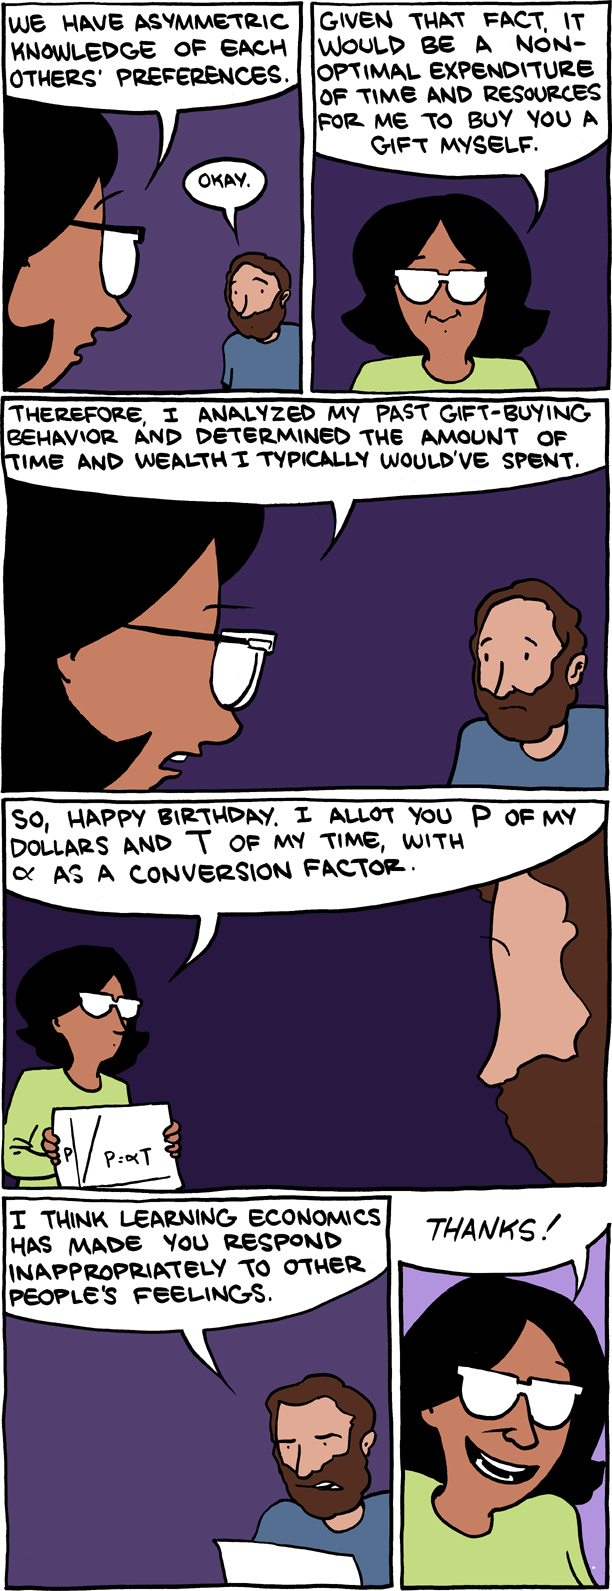 WE HAVE ASYMMETRIC
KNOWLEDGE OF EACH
OTHERS' PREFERENCES.
OKAY.
GIVEN THAT FACT, IT
WOULD BE A NON-
OPTIMAL EXPENDITURE
OF TIME AND RESOURCES
FOR ME TO BUY YOU A
GIFT MYSELF.
THEREFORE, I ANALYZED MY PAST GIFT-BUYING
BEHAVIOR AND DETERMINED THE AMOUNT OF
TIME AND WEALTH I TYPICALLY WOULD'VE SPENT.
SO, HAPPY BIRTHDAY. I ALLOT YOU P OF MY
DOLLARS AND T OF MY TIME, WITH
∝ AS A CONVERSION FACTOR.
P P=∝T
I THINK LEARNING ECONOMICS
HAS MADE YOU RESPOND
INAPPROPRIATELY TO OTHER
PEOPLE'S FEELINGS.
THANKS!